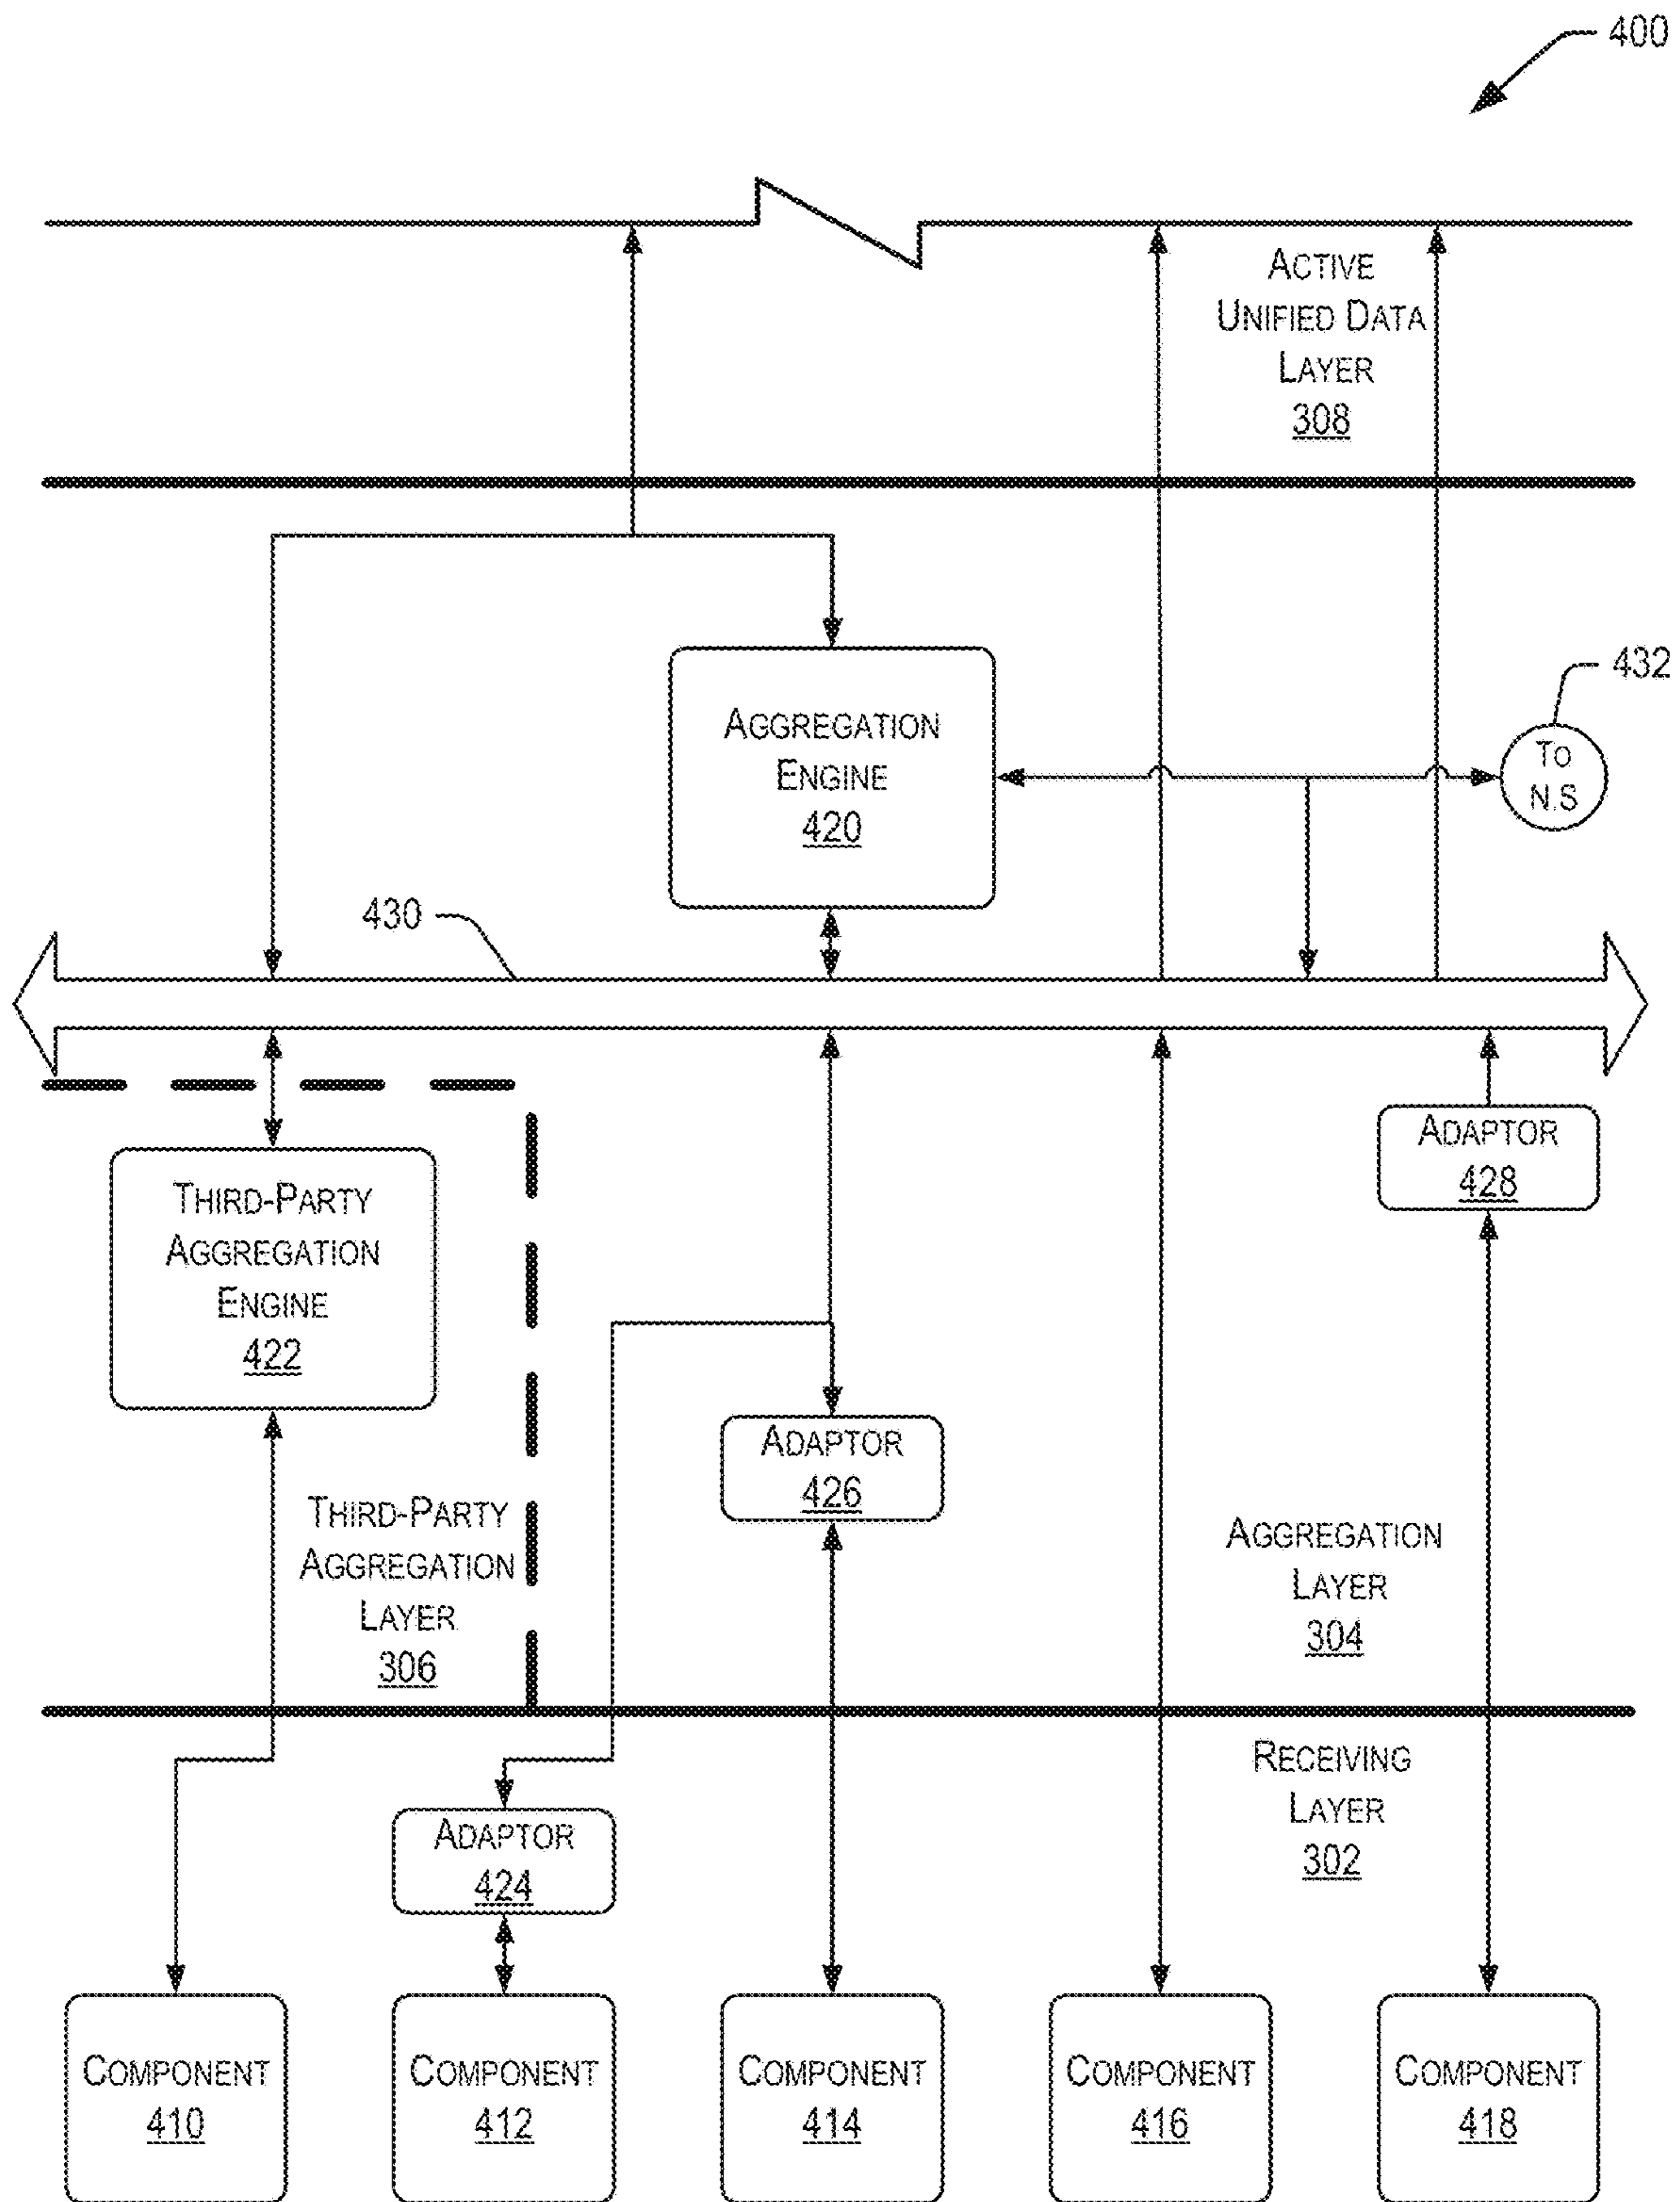 400
ACTIVE
UNIFIED DATA
LAYER
308
432
AGGREGATION
ENGINE
420
TO
N.S
430
ADAPTOR
428
THIRD-PARTY
AGGREGATION
ENGINE
422
ADAPTOR
426
THIRD-PARTY
AGGREGATION
LAYER
306
AGGREGATION
LAYER
304
RECEIVING
LAYER
302
ADAPTOR
424
COMPONENT
410
COMPONENT
412
COMPONENT
414
COMPONENT
416
COMPONENT
418